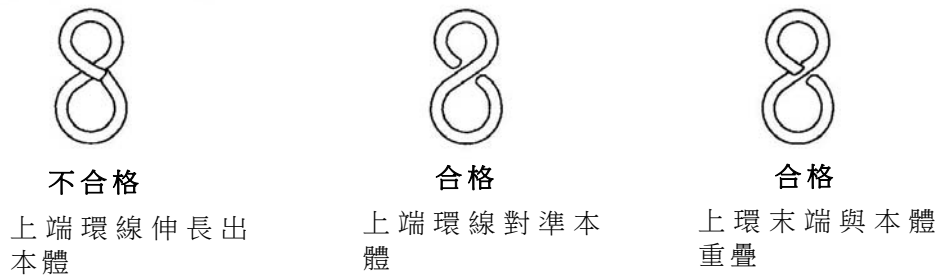 不合格
上端環線伸長出
本體
合格
上端環線對準本
體
合格
上環末端與本體
重疊